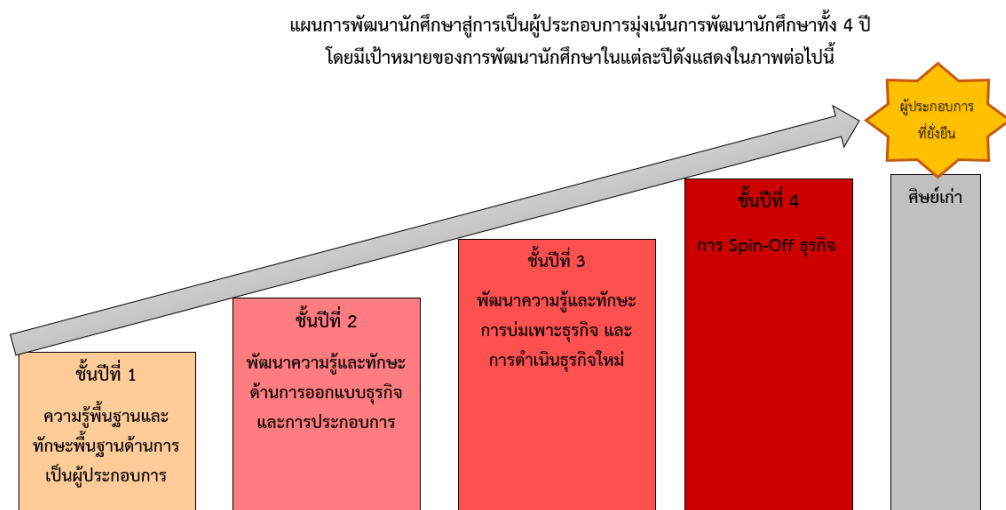 แผนการพัฒนานักศึกษาสู่การเป็นผู้ประกอบการมุ่งเน้นการพัฒนานักศึกษาทั้ง 4 ปี
โดยมีเป้าหมายของการพัฒนานักศึกษาในแต่ละปีดังแสดงในภาพต่อไปนี้
ชั้นปีที่ 1
ความรู้พื้นฐานและ
ทักษะพื้นฐานด้านการ
เป็นผู้ประกอบการ
ชั้นปีที่ 2
พัฒนาความรู้และทักษะ
ด้านการออกแบบธุรกิจ
และการประกอบการ
ชั้นปีที่ 3
พัฒนาความรู้และทักษะ
การบ่มเพาะธุรกิจ และ
การดำเนินธุรกิจใหม่
ชั้นปีที่ 4
การ Spin-Off ธุรกิจ
ผู้ประกอบการ
ที่ยั่งยืน
ศิษย์เก่า